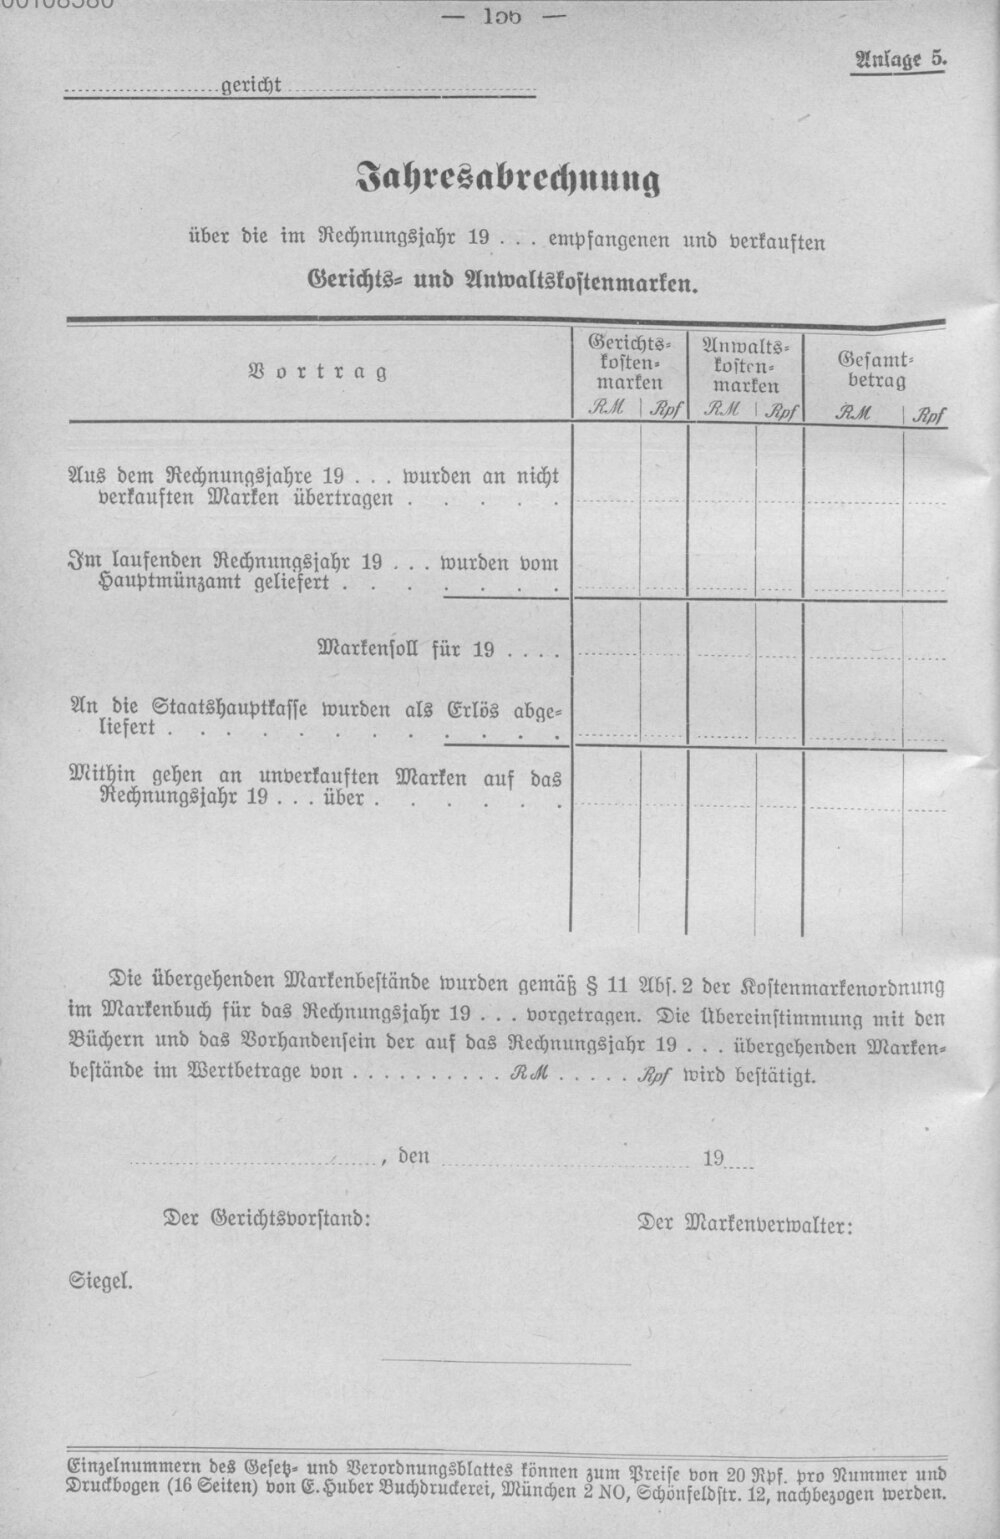 00108580
— 156 —
Anlage 5.
....................gericht ................................
Jahresabrechnung
über die im Rechnungsjahr 19 . . . empfangenen und verkauften
Gerichts- und Anwaltskostenmarken.
Vortrag
Gerichts-
kosten-
marken
RM | Rpf
Anwalts-
kosten-
marken
RM | Rpf
Gesamt-
betrag
RM | Rpf
Aus dem Rechnungsjahre 19 . . . wurden an nicht
verkauften Marken übertragen . . . . .
Im laufenden Rechnungsjahr 19 . . . wurden vom
Hauptmünzamt geliefert . . . . . . .
Markensoll für 19 . . . .
An die Staatshauptkasse wurden als Erlös abge-
liefert . . . . . . . . . . . .
Mithin gehen an unverkauften Marken auf das
Rechnungsjahr 19 . . . über . . . . . .
Die übergehenden Markenbestände wurden gemäß § 11 Abs. 2 der Kostenmarkenordnung
im Markenbuch für das Rechnungsjahr 19 . . . vorgetragen. Die Übereinstimmung mit den
Büchern und das Vorhandensein der auf das Rechnungsjahr 19 . . . übergehenden Marken-
bestände im Wertbetrage von . . . . . . . . . . RM . . . . . Rpf wird bestätigt.
................................, den ................................ 19.....
Der Gerichtsvorstand:
Der Markenverwalter:
Siegel.
Einzelnummern des Gesetz- und Verordnungsblattes können zum Preise von 20 Rpf. pro Nummer und
Druckbogen (16 Seiten) von E. Huber Buchdruckerei, München 2 NO, Schönfeldstr. 12, nachbezogen werden.